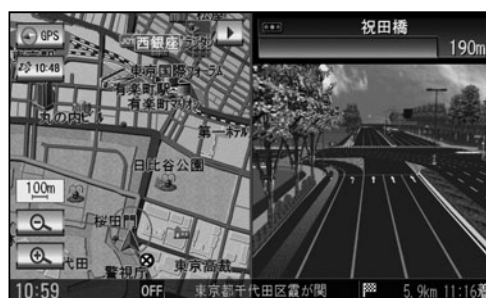 GPS
10:48
西銀座
東京国際フォーラム
有楽町駅
有楽町マリオン
丸の内ビル
第一ホテル
日比谷公園
100m
桜田門
警視庁
東京高裁
10:59
OFF
東京都千代田区霞が関
5.9km 11:16着
祝田橋
190m